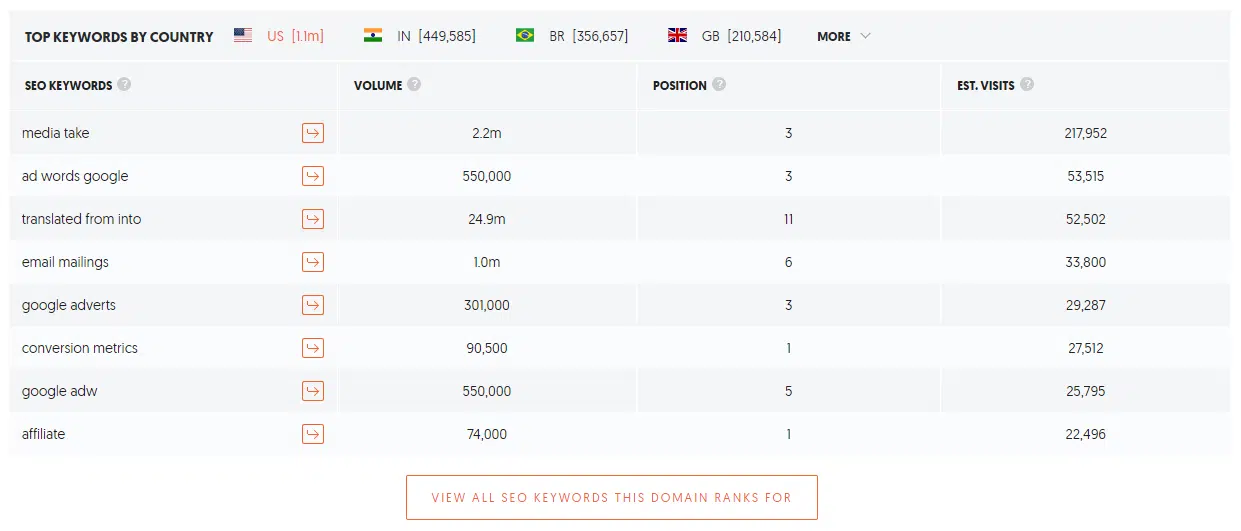 TOP KEYWORDS BY COUNTRY US [1.1m] IN [449,585] BR [356,657] GB [210,584] MORE
SEO KEYWORDS ? VOLUME ? POSITION ? EST. VISITS ?
media take 2.2m 3 217,952
ad words google 550,000 3 53,515
translated from into 24.9m 11 52,502
email mailings 1.0m 6 33,800
google adverts 301,000 3 29,287
conversion metrics 90,500 1 27,512
google adw 550,000 5 25,795
affiliate 74,000 1 22,496
VIEW ALL SEO KEYWORDS THIS DOMAIN RANKS FOR